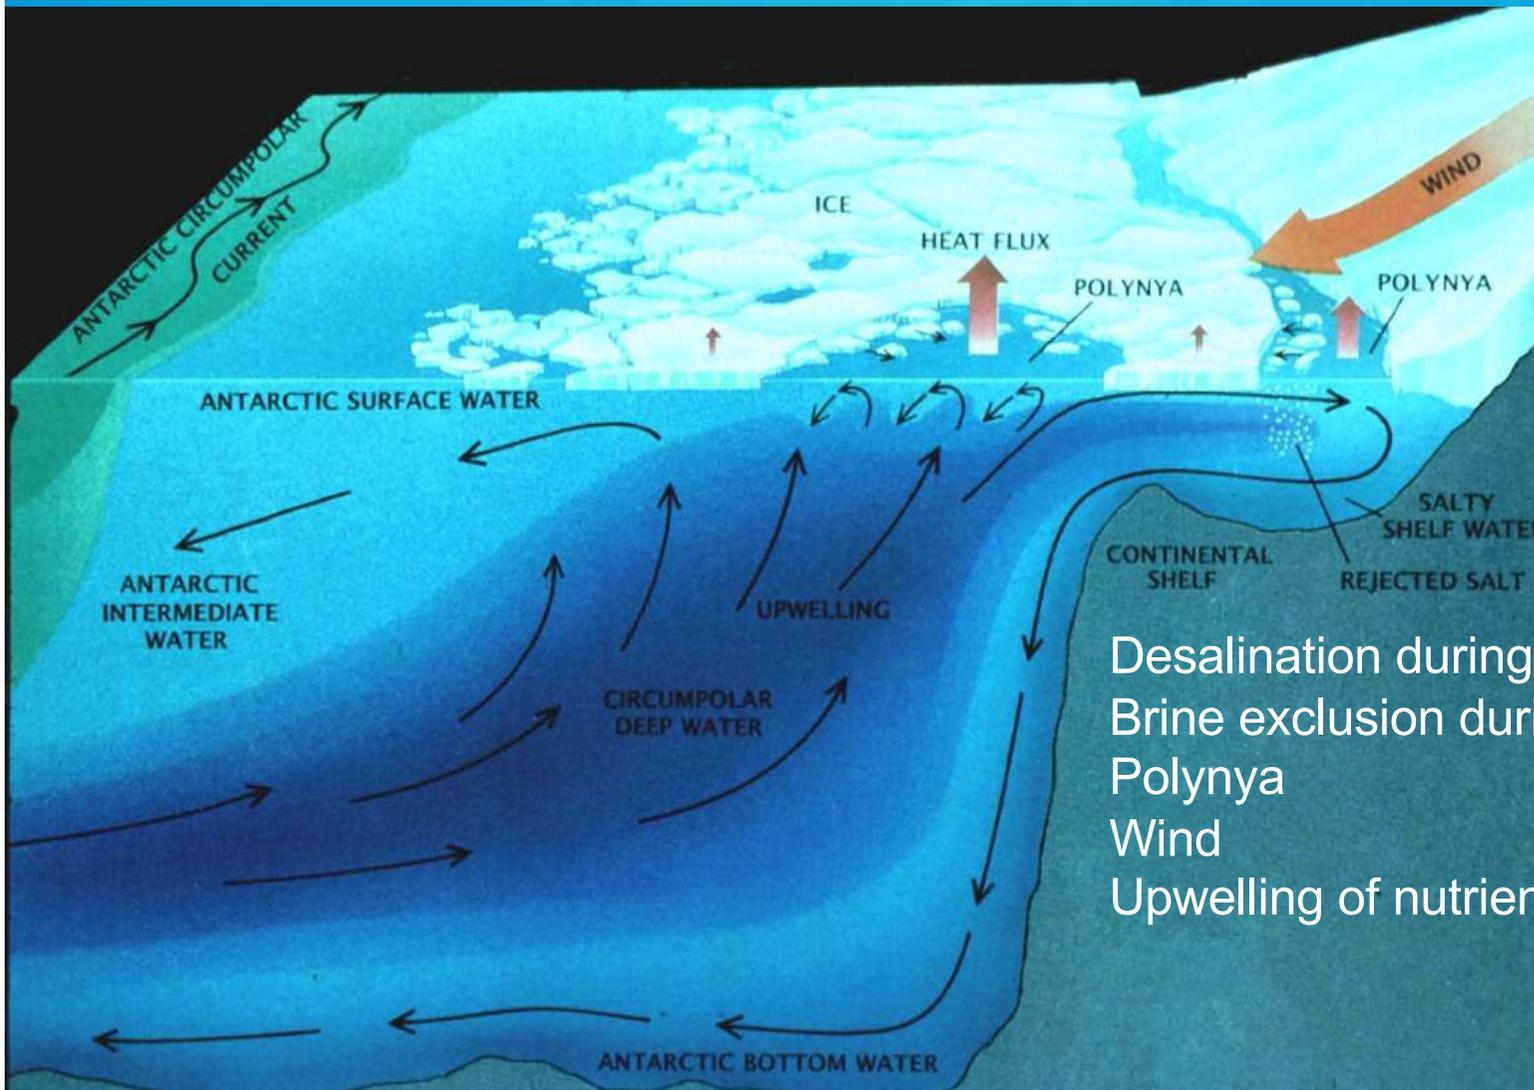 ANTARCTIC CIRCUMPOLAR
CURRENT
WIND
ICE
HEAT FLUX
POLYNYA
POLYNYA
ANTARCTIC SURFACE WATER
SALTY
SHELF WATE
CONTINENTAL
SHELF
REJECTED SALT
ANTARCTIC
INTERMEDIATE
WATER
UPWELLING
CIRCUMPOLAR
DEEP WATER
Desalination during
Brine exclusion duri
Polynya
Wind
Upwelling of nutrien
ANTARCTIC BOTTOM WATER